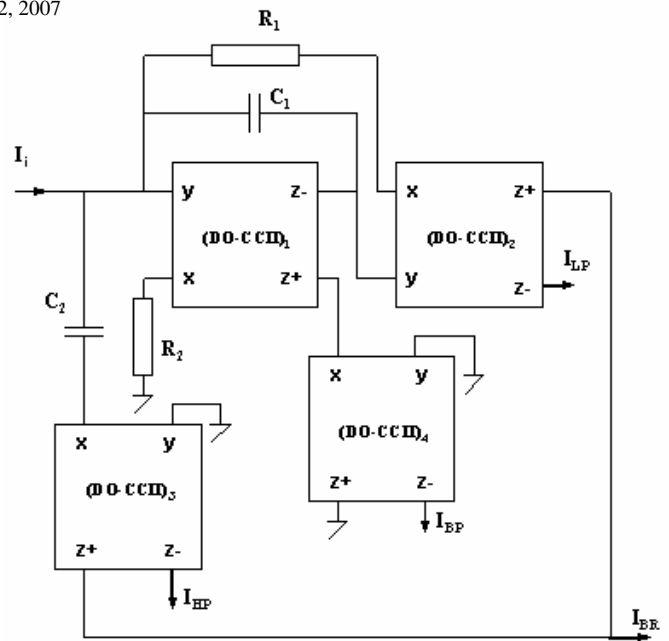 2, 2007
R1
C1
Ii
y
z-
x
z+
(DO-CCII)1
(DO-CCII)2
x
z+
y
z-
ILP
C2
R2
x
y
x
y
(DO-CCII)4
z+
z-
(DO-CCII)3
z+
z-
IBP
IHP
IBR